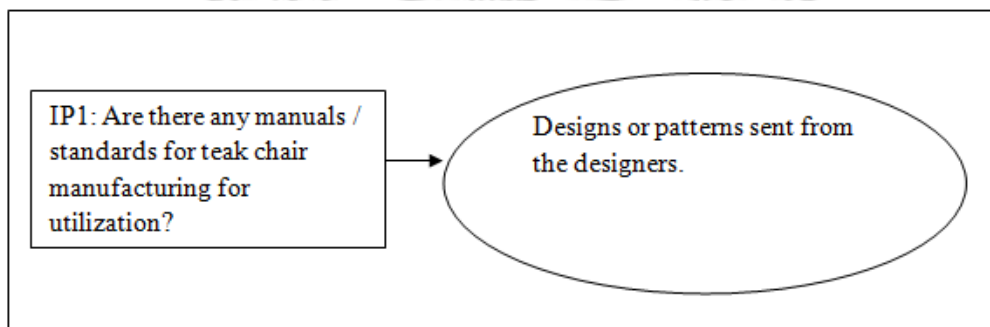 IP1: Are there any manuals /
standards for teak chair
manufacturing for
utilization?
Designs or patterns sent from
the designers.